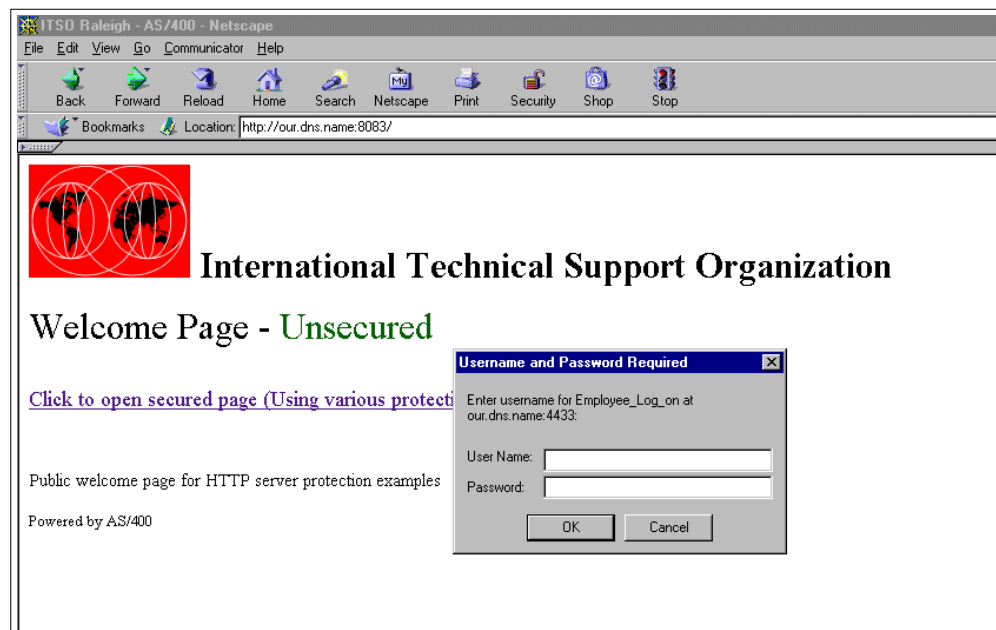 ITSO Raleigh - AS/400 - Netscape
File Edit View Go Communicator Help
My
Back Forward Reload Home Search Netscape Print Security Shop Stop
Bookmarks Location: http://our.dns.name:8083/
International Technical Support Organization
Welcome Page - Unsecured
Click to open secured page (Using various protecti
Public welcome page for HTTP server protection examples
Powered by AS/400
Username and Password Required
Enter username for Employee_Log_on at
our.dns.name:4433:
User Name:
Password:
OK Cancel